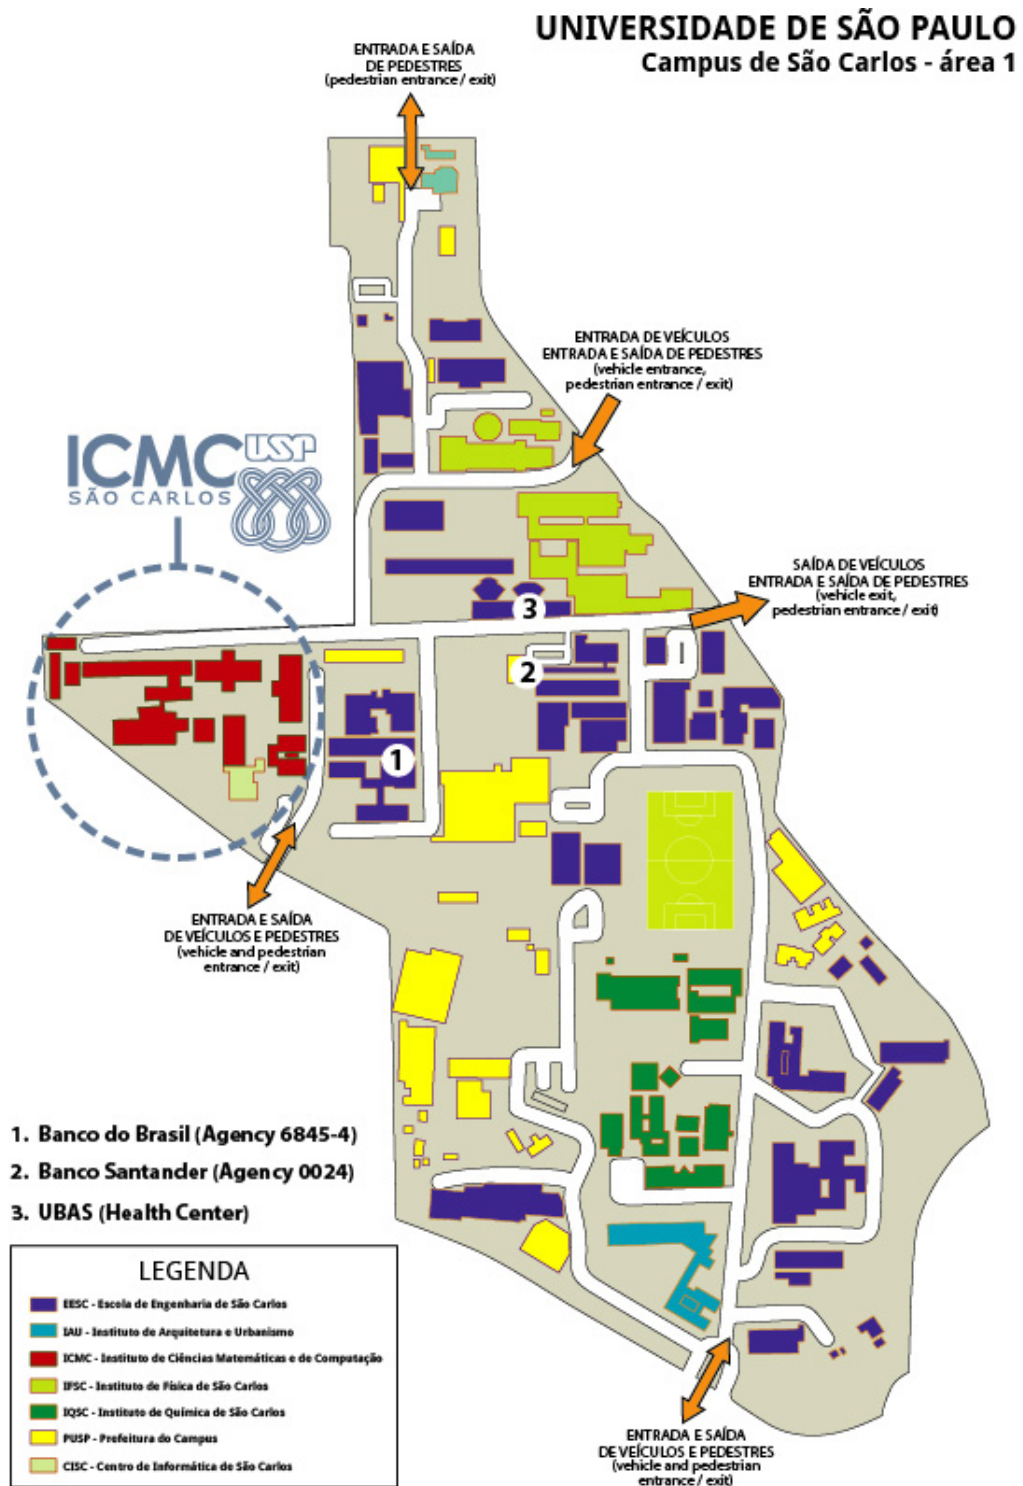 UNIVERSIDADE DE SÃO PAULO
Campus de São Carlos - área 1
ENTRADA E SAÍDA
DE PEDESTRES
(pedestrian entrance / exit)
ENTRADA DE VEÍCULOS
ENTRADA E SAÍDA DE PEDESTRES
(vehicle entrance,
pedestrian entrance / exit)
ICMC USP
SÃO CARLOS
SAÍDA DE VEÍCULOS
ENTRADA E SAÍDA DE PEDESTRES
(vehicle exit,
pedestrian entrance / exit)
3
2
1
ENTRADA E SAÍDA
DE VEÍCULOS E PEDESTRES
(vehicle and pedestrian
entrance / exit)
1. Banco do Brasil (Agency 6845-4)
2. Banco Santander (Agency 0024)
3. UBAS (Health Center)
LEGENDA
EESC - Escola de Engenharia de São Carlos
IAU - Instituto de Arquitetura e Urbanismo
ICMC - Instituto de Ciências Matemáticas e de Computação
IFSC - Instituto de Física de São Carlos
IQSC - Instituto de Química de São Carlos
PUSP - Prefeitura do Campus
CISC - Centro de Informática de São Carlos
ENTRADA E SAÍDA
DE VEÍCULOS E PEDESTRES
(vehicle and pedestrian
entrance / exit)